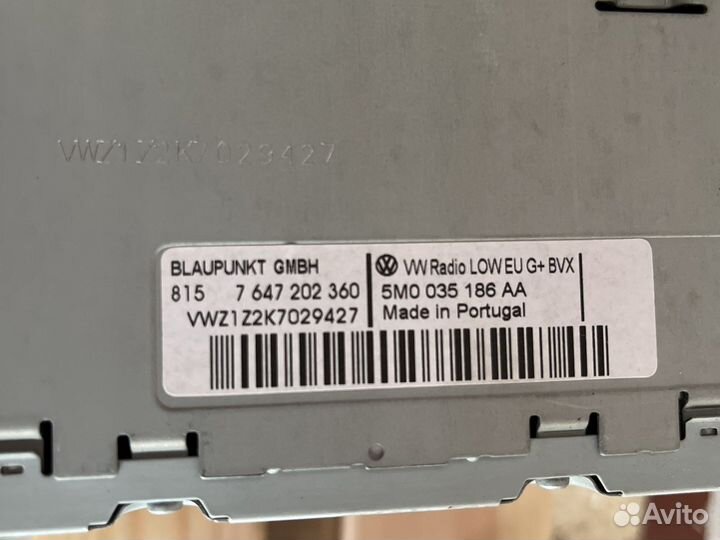 VWZ1Z2K7029427
BLAUPUNKT GMBH
815 7 647 202 360
VWZ1Z2K7029427
VW Radio LOW EU G+ BVX
5M0 035 186 AA
Made in Portugal
Avito